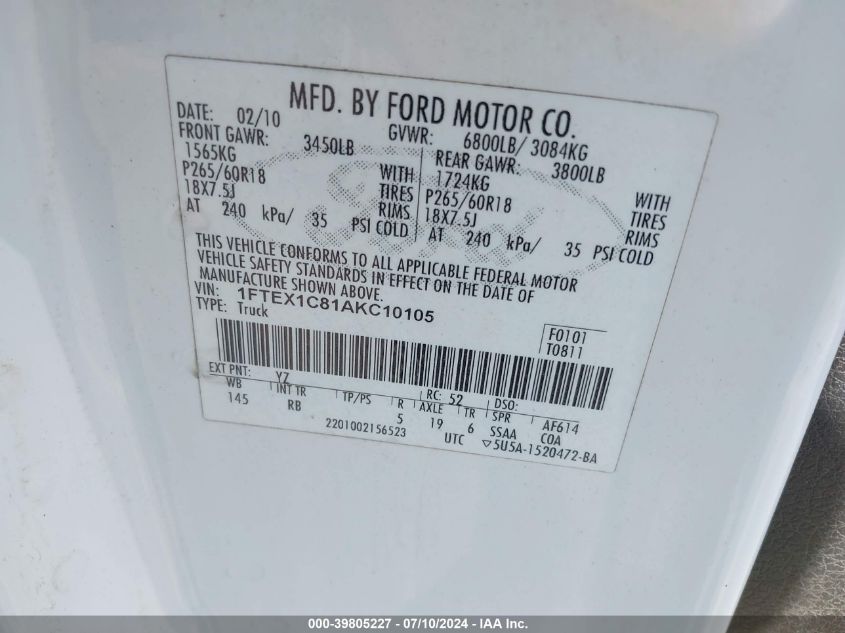 MFD. BY FORD MOTOR CO.
DATE: 02/10 GVWR: 6800LB/ 3084KG
FRONT GAWR: 3450LB REAR GAWR: 3800LB
1565KG WITH 1724KG WITH
P265/60R18 TIRES P265/60R18 TIRES
18X7.5J RIMS 18X7.5J RIMS
AT 240 kPa/ 35 PSI COLD AT 240 kPa/ 35 PSI COLD
THIS VEHICLE CONFORMS TO ALL APPLICABLE FEDERAL MOTOR
VEHICLE SAFETY STANDARDS IN EFFECT ON THE DATE OF
MANUFACTURE SHOWN ABOVE.
VIN: 1FTEX1C81AKC10105
TYPE: Truck
F0101
T0811
EXT PNT: YZ RC: 52 DSO:
WB INT TR TP/PS R AXLE TR SPR AF614
145 RB 5 19 6 SSAA COA
2201002156523 UTC ▽5U5A-1520472-BA
000-39805227 - 07/10/2024 - IAA Inc.